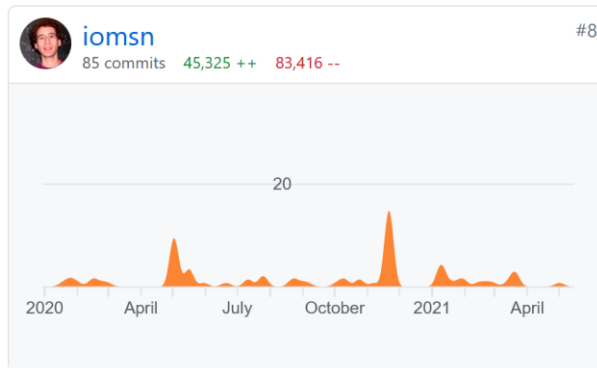 iomsn
#8
85 commits 45,325 ++ 83,416 --
20
2020 April July October 2021 April